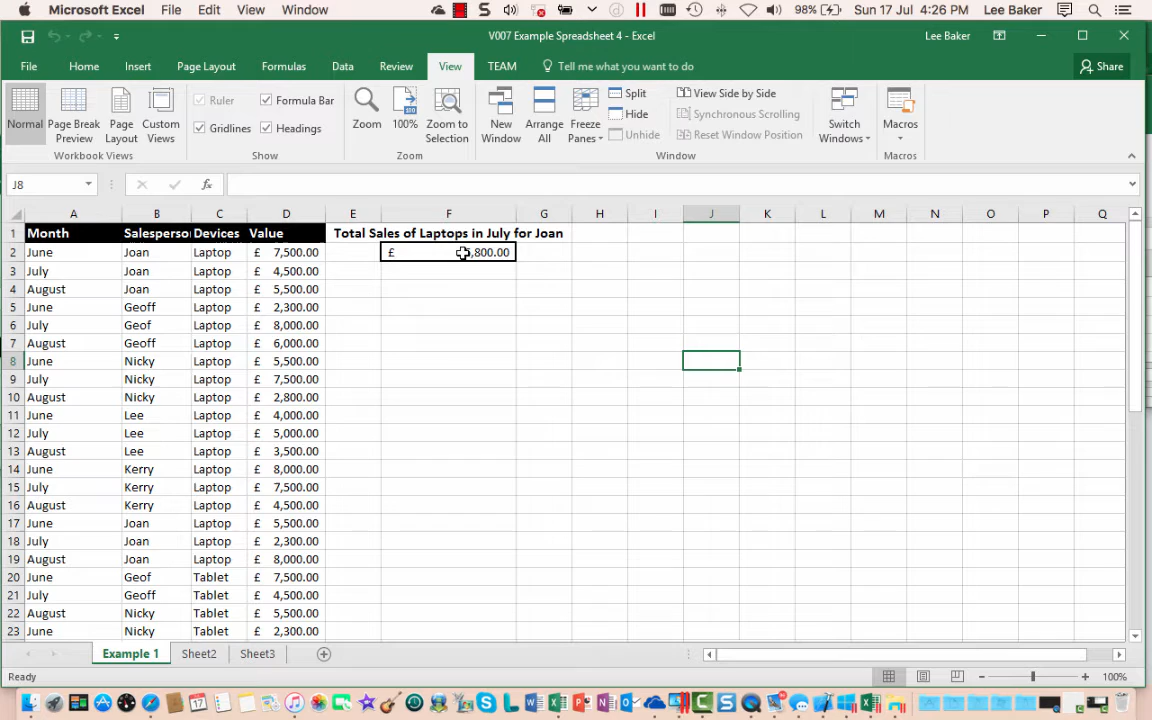 Microsoft Excel File Edit View Window 98% Sun 17 Jul 4:26 PM Lee Baker
V007 Example Spreadsheet 4 - Excel Lee Baker
File Home Insert Page Layout Formulas Data Review View TEAM Tell me what you want to do Share
Normal Page Break Preview Page Layout Custom Views Ruler Formula Bar Gridlines Headings Zoom 100% Zoom to Selection New Window Arrange All Freeze Panes Split Hide Unhide View Side by Side Synchronous Scrolling Reset Window Position Switch Windows Macros
Workbook Views Show Zoom Window Macros
J8 fx
A B C D E F G H I J K L M N O P Q
1 Month Salesperso Devices Value Total Sales of Laptops in July for Joan
2 June Joan Laptop £ 7,500.00 £ ,800.00
3 July Joan Laptop £ 4,500.00
4 August Joan Laptop £ 5,500.00
5 June Geoff Laptop £ 2,300.00
6 July Geof Laptop £ 8,000.00
7 August Geoff Laptop £ 6,000.00
8 June Nicky Laptop £ 5,500.00
9 July Nicky Laptop £ 7,500.00
10 August Nicky Laptop £ 2,800.00
11 June Lee Laptop £ 4,000.00
12 July Lee Laptop £ 5,000.00
13 August Lee Laptop £ 3,500.00
14 June Kerry Laptop £ 8,000.00
15 July Kerry Laptop £ 7,500.00
16 August Kerry Laptop £ 4,500.00
17 June Joan Laptop £ 5,500.00
18 July Joan Laptop £ 2,300.00
19 August Joan Laptop £ 8,000.00
20 June Geof Tablet £ 7,500.00
21 July Geoff Tablet £ 4,500.00
22 August Nicky Tablet £ 5,500.00
23 June Nicky Tablet £ 2,300.00
Example 1 Sheet2 Sheet3
Ready 100%